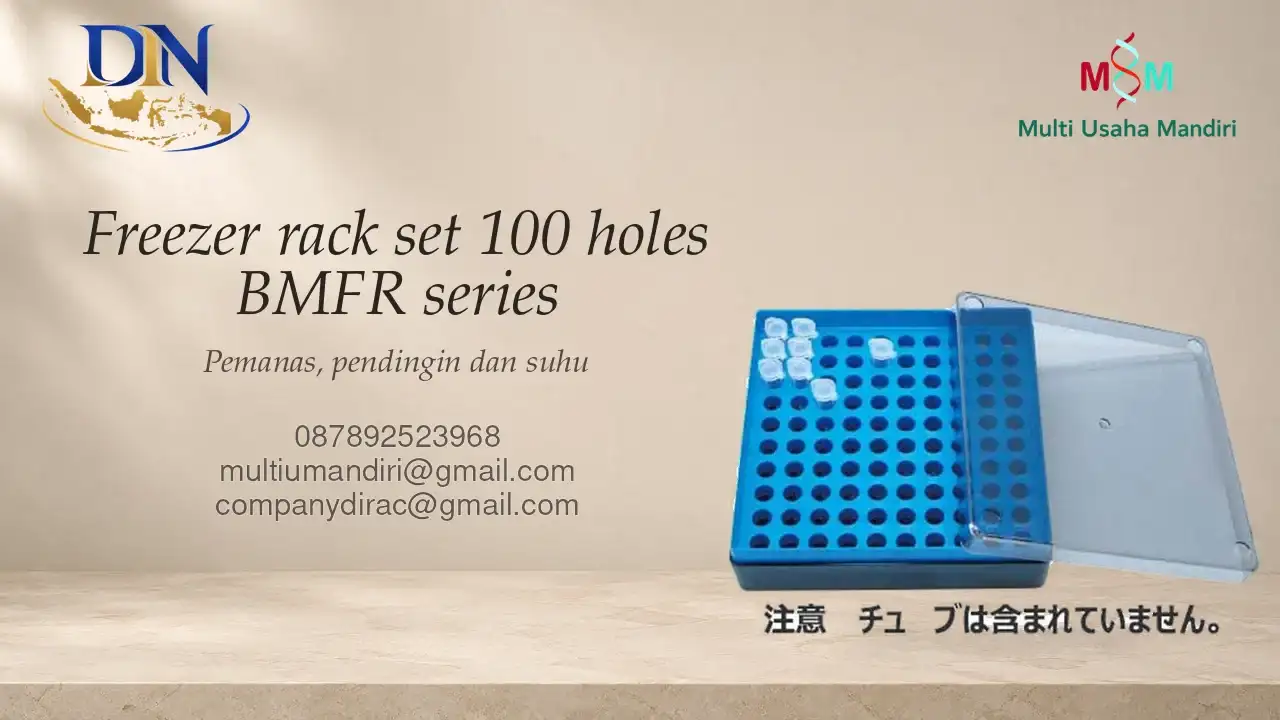 DIN
MSM
Multi Usaha Mandiri
Freezer rack set 100 holes
BMFR series
Pemanas, pendingin dan suhu
087892523968
multiumandiri@gmail.com
companydirac@gmail.com
注意　チュ　ブは含まれていません。